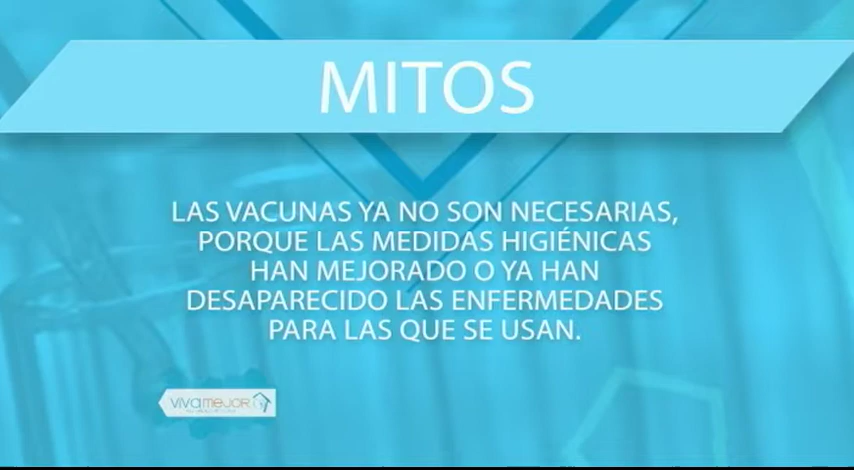 MITOS
LAS VACUNAS YA NO SON NECESARIAS,
PORQUE LAS MEDIDAS HIGIÉNICAS
HAN MEJORADO O YA HAN
DESAPARECIDO LAS ENFERMEDADES
PARA LAS QUE SE USAN.
vivamejor